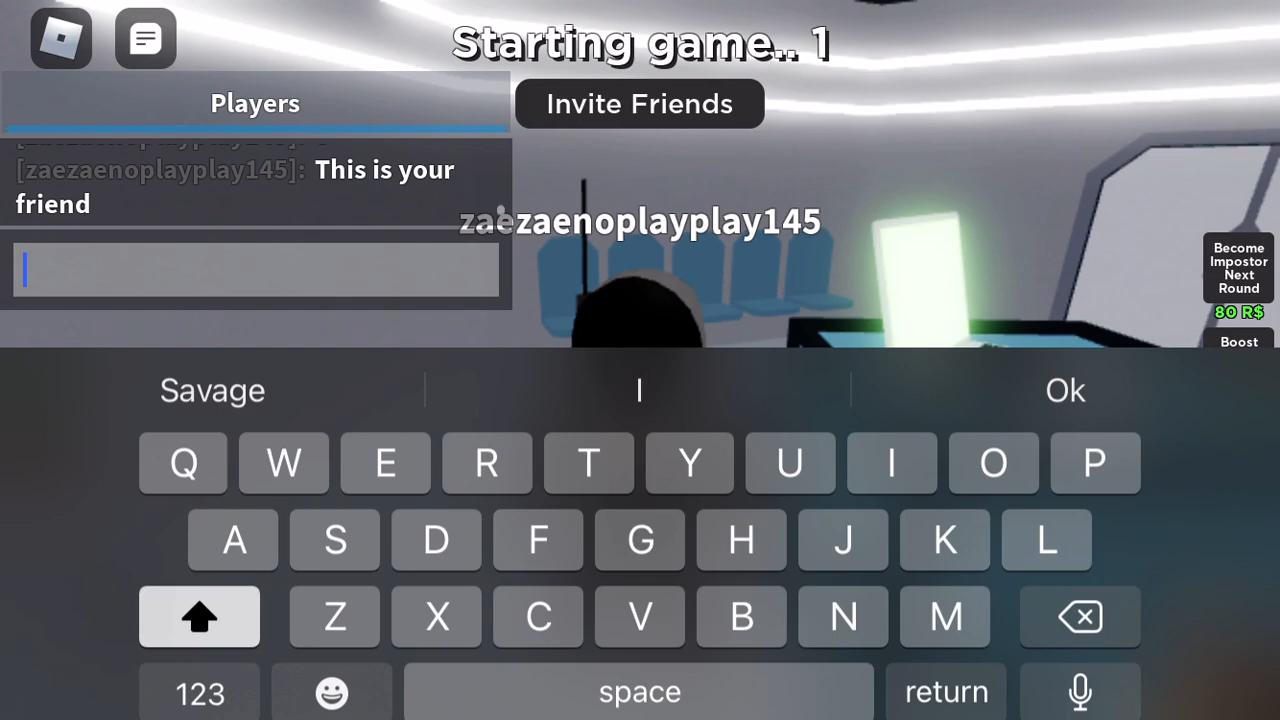 Starting game.. 1
Players
Invite Friends
[zaezaenoplayplay145]: This is your
friend
zaezaenoplayplay145
Become
Impostor
Next
Round
80 R$
Boost
Savage I Ok
Q W E R T Y U I O P
A S D F G H J K L
Z X C V B N M
123 space return